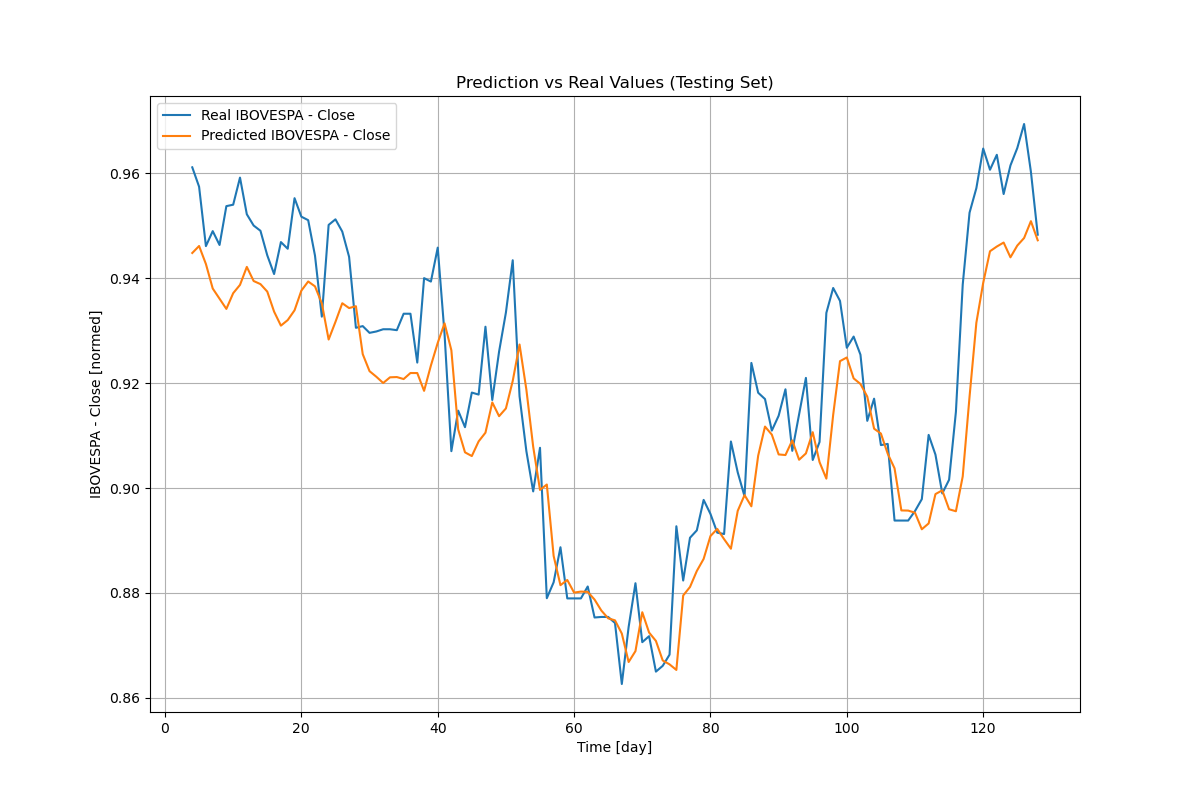 Prediction vs Real Values (Testing Set)
Real IBOVESPA - Close
Predicted IBOVESPA - Close
IBOVESPA - Close [normed]
0.96
0.94
0.92
0.90
0.88
0.86
0
20
40
60
80
100
120
Time [day]